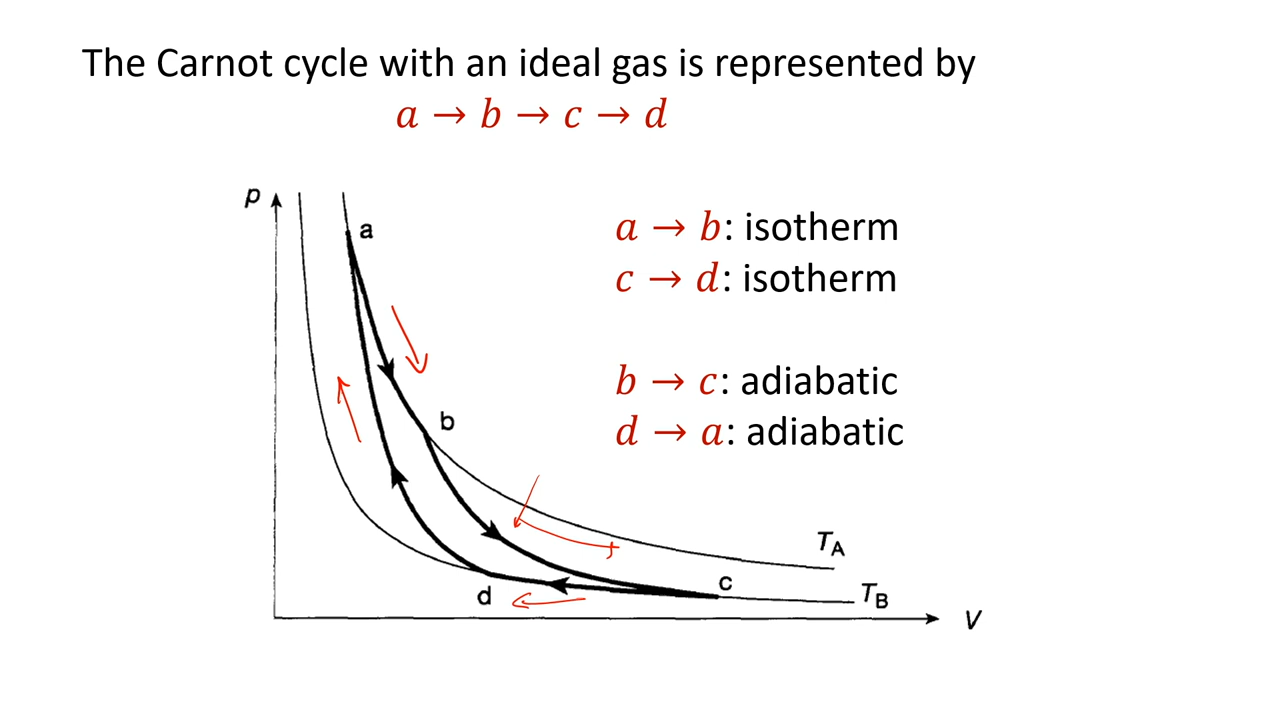 The Carnot cycle with an ideal gas is represented by
a → b → c → d
p
a
a → b: isotherm
c → d: isotherm
b → c: adiabatic
b
d → a: adiabatic
T_A
c
d
T_B
V